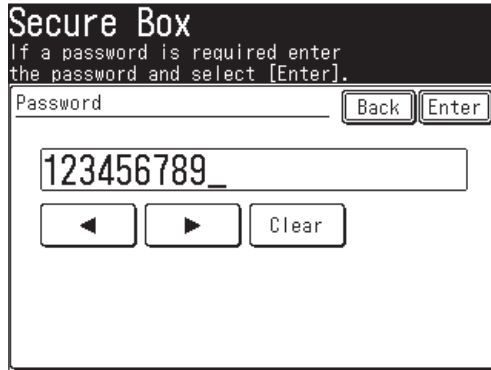 Secure Box
If a password is required enter
the password and select [Enter].
Password
Back Enter
123456789_
◄ ► Clear